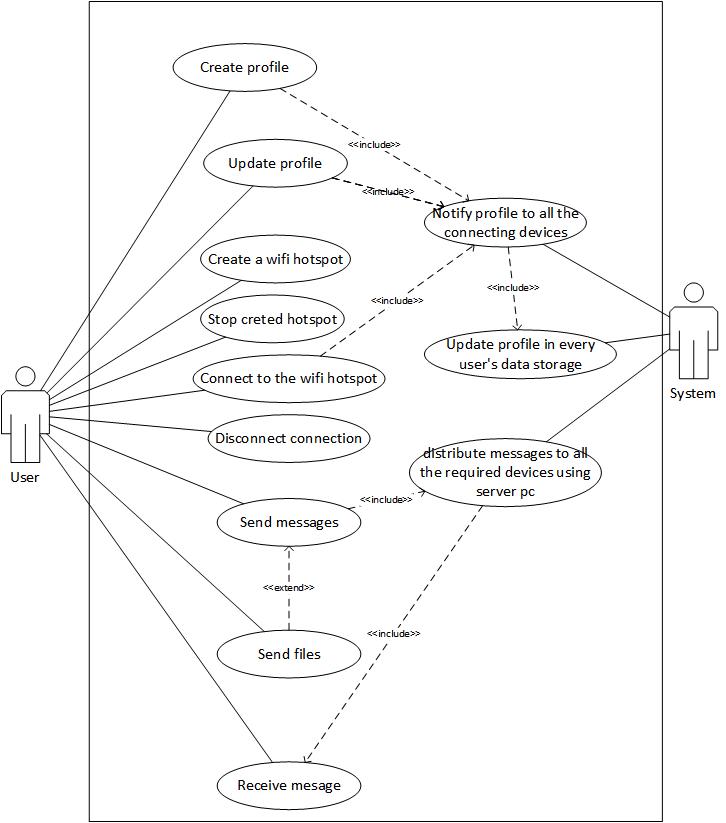 Create profile
<<include>>
Update profile
<<include>>
Notify profile to all the
connecting devices
Create a wifi hotspot
<<include>>
<<include>>
Stop creted hotspot
Update profile in every
user's data storage
Connect to the wifi hotspot
System
Disconnect connection
distribute messages to all
the required devices using
server pc
User
<<include>>
Send messages
<<extend>>
<<include>>
Send files
Receive mesage